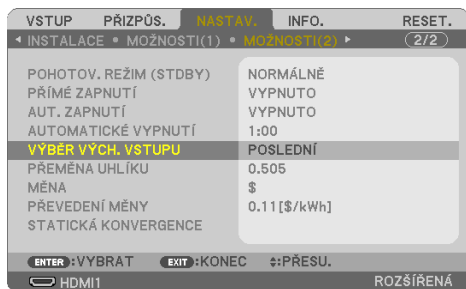 VSTUP PŘIZPŮS. NASTAV. INFO. RESET.
INSTALACE • MOŽNOSTI(1) • MOŽNOSTI(2) 2/2
POHOTOV. REŽIM (STDBY) NORMÁLNĚ
PŘÍMÉ ZAPNUTÍ VYPNUTO
AUT. ZAPNUTÍ VYPNUTO
AUTOMATICKÉ VYPNUTÍ 1:00
VÝBĚR VÝCH. VSTUPU POSLEDNÍ
PŘEMĚNA UHLÍKU 0.505
MĚNA $
PŘEVEDENÍ MĚNY 0.11[$/kWh]
STATICKÁ KONVERGENCE
ENTER :VYBRAT EXIT :KONEC :PŘESU.
HDMI1 ROZŠÍŘENÁ